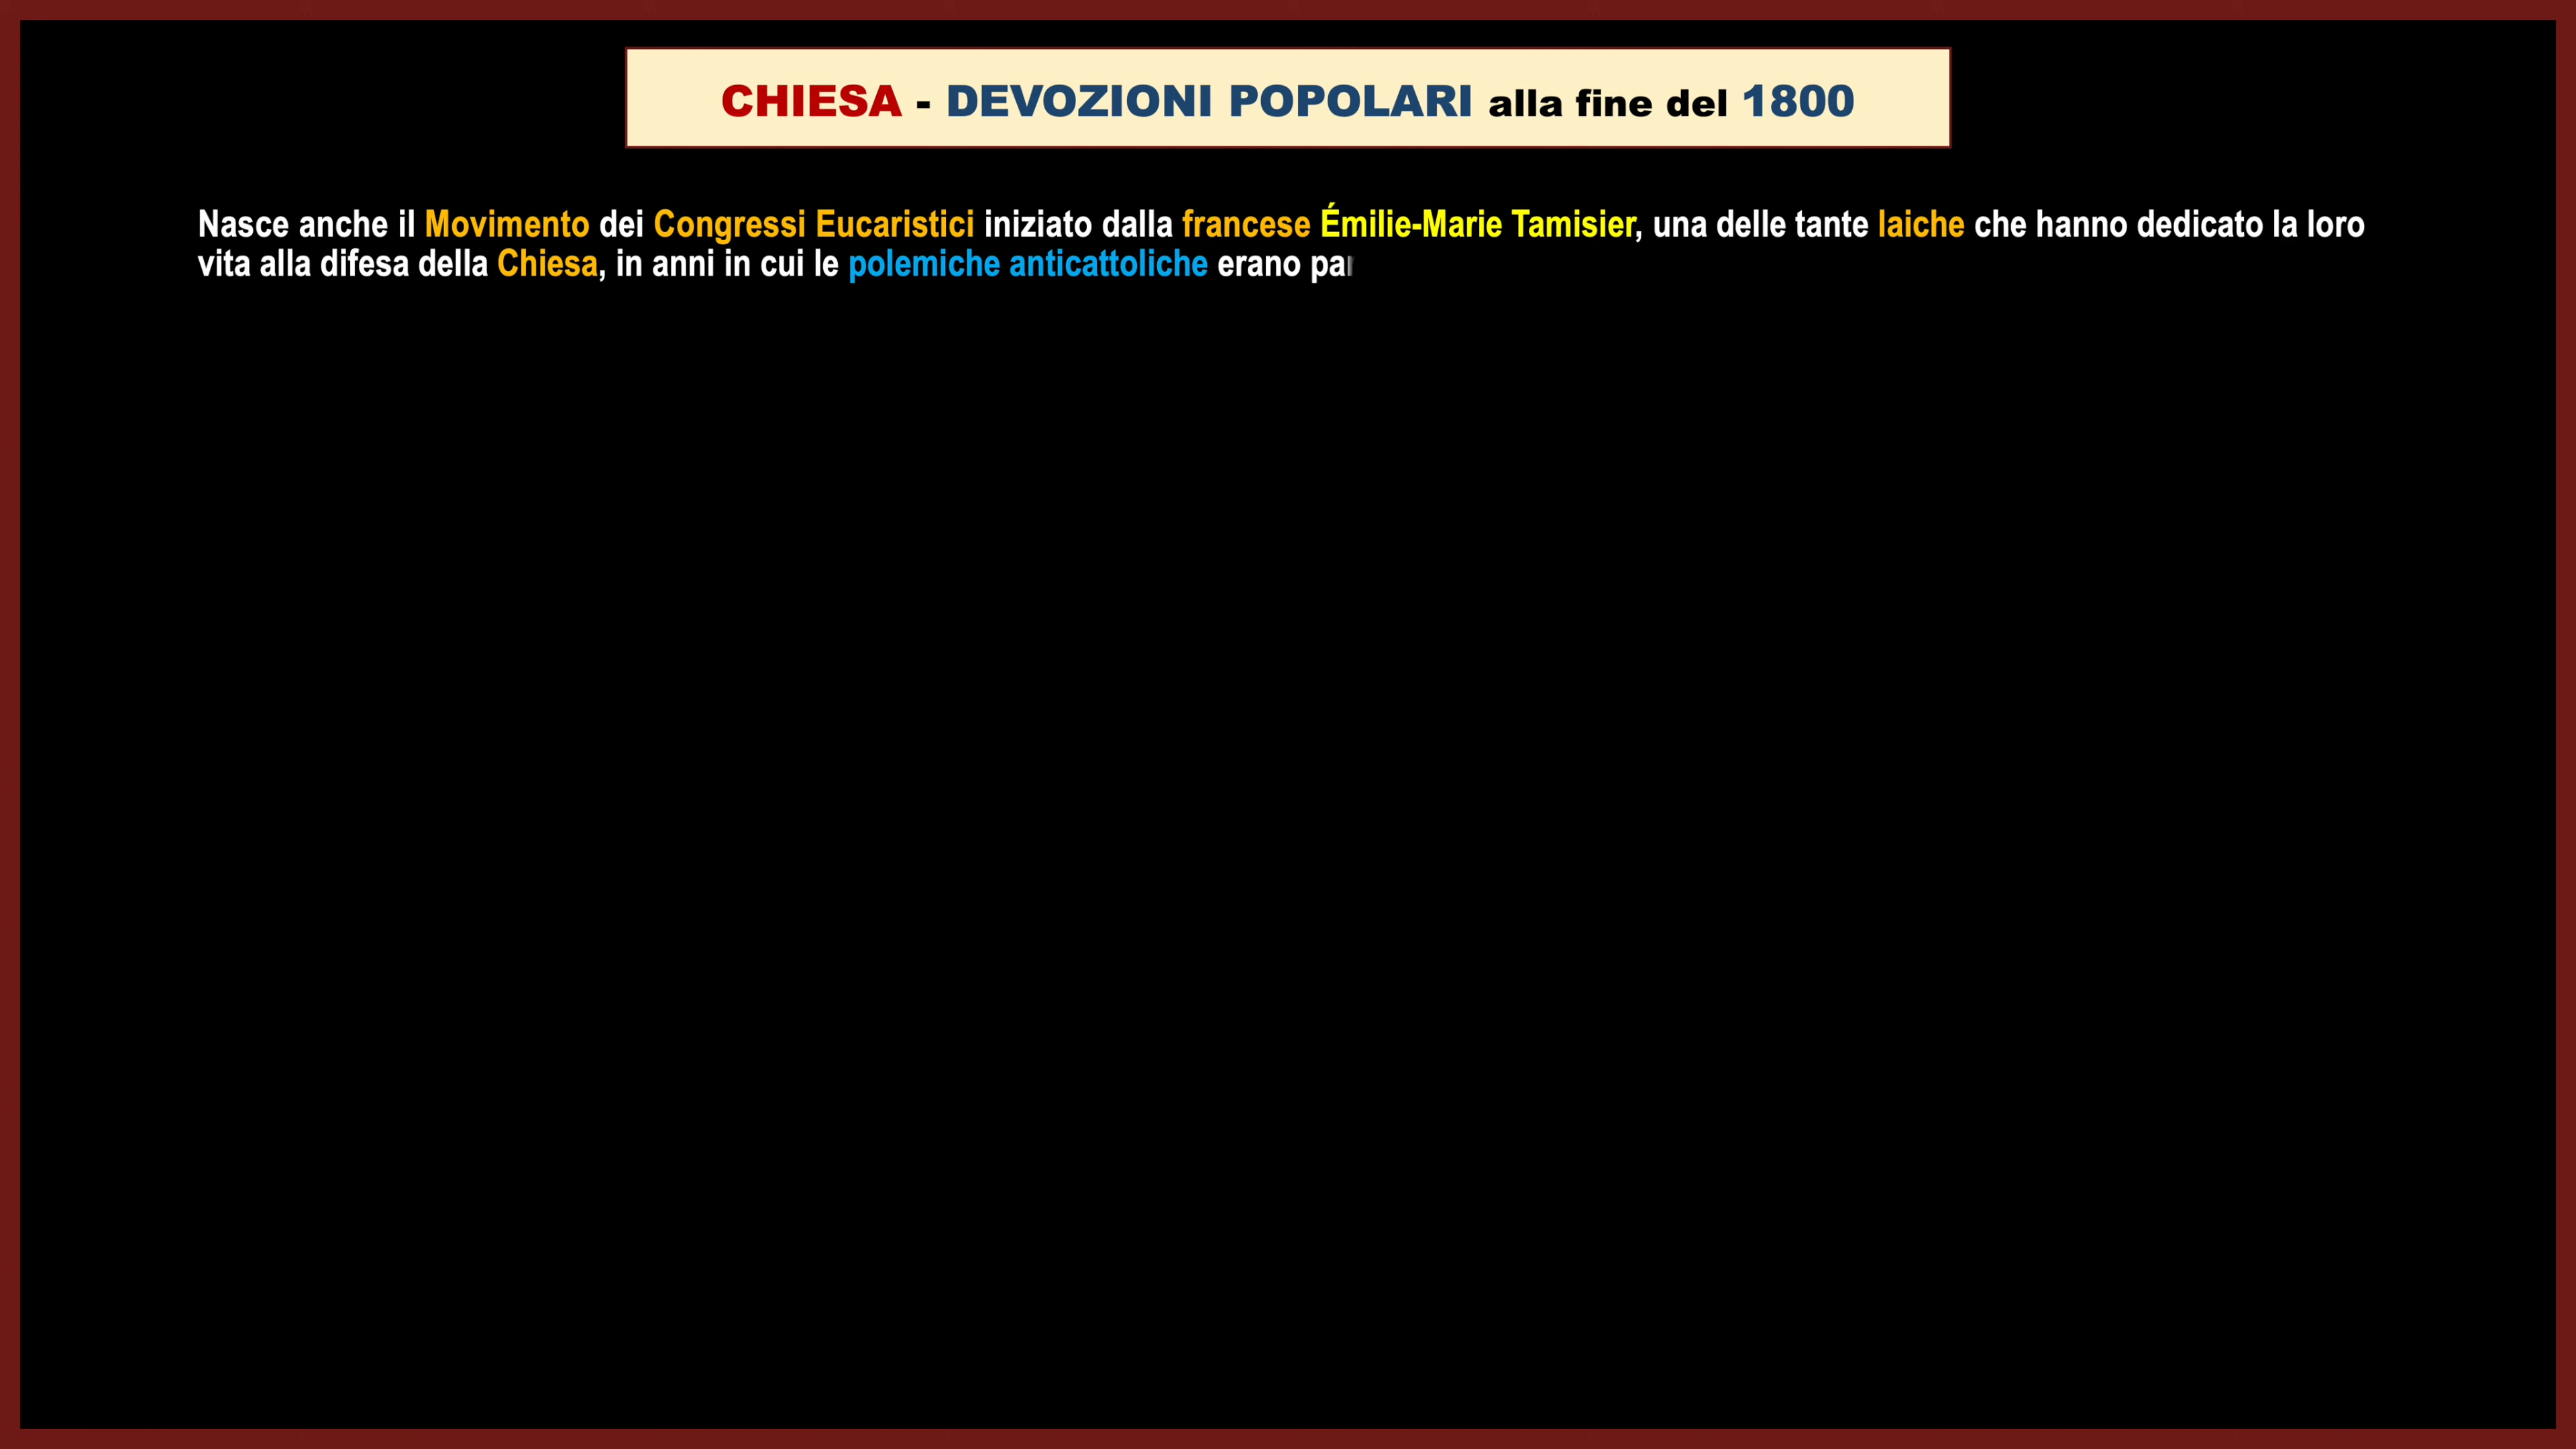 CHIESA - DEVOZIONI POPOLARI alla fine del 1800
Nasce anche il Movimento dei Congressi Eucaristici iniziato dalla francese Émilie-Marie Tamisier, una delle tante laiche che hanno dedicato la loro
vita alla difesa della Chiesa, in anni in cui le polemiche anticattoliche erano par